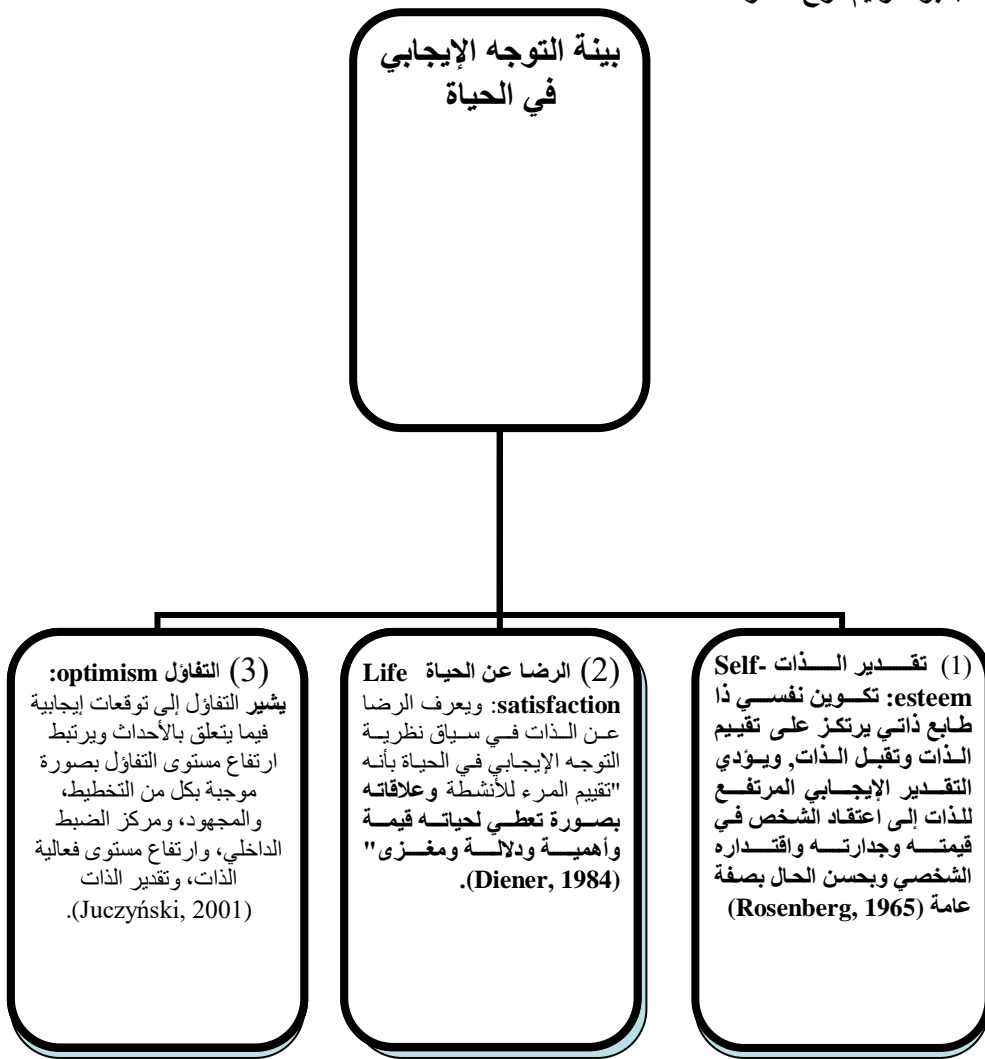 بينة التوجه الإيجابي
في الحياة
(1) تقدير الذات Self-
esteem: تكوين نفسي ذا
طابع ذاتي يرتكز على تقييم
الذات وتقبل الذات, ويؤدي
التقدير الإيجابي المرتفع
للذات إلى اعتقاد الشخص في
قيمته وجدارته واقتداره
الشخصي وبحسن الحال بصفة
عامة (Rosenberg, 1965)
(2) الرضا عن الحياة Life
satisfaction: ويعرف الرضا
عن الذات في سياق نظرية
التوجه الإيجابي في الحياة بأنه
"تقييم المرء للأنشطة وعلاقاته
بصورة تعطي لحياته قيمة
وأهمية ودلالة ومغزى"
(Diener, 1984).
(3) التفاؤل optimism:
يشير التفاؤل إلى توقعات إيجابية
فيما يتعلق بالأحداث ويرتبط
ارتفاع مستوى التفاؤل بصورة
موجبة بكل من التخطيط،
والمجهود، ومركز الضبط
الداخلي، وارتفاع مستوى فعالية
الذات، وتقدير الذات
(Juczyński, 2001).